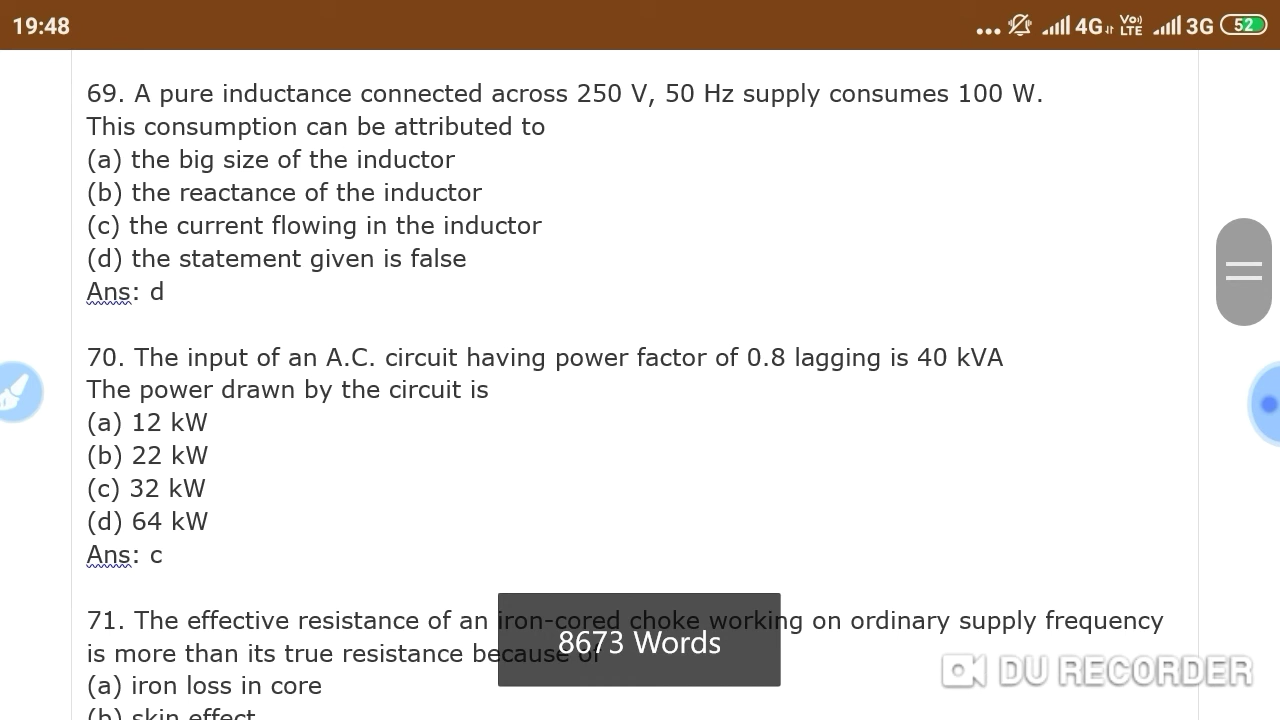 19:48
4G
Vo))
LTE
3G
52
69. A pure inductance connected across 250 V, 50 Hz supply consumes 100 W.
This consumption can be attributed to
(a) the big size of the inductor
(b) the reactance of the inductor
(c) the current flowing in the inductor
(d) the statement given is false
Ans: d
70. The input of an A.C. circuit having power factor of 0.8 lagging is 40 kVA
The power drawn by the circuit is
(a) 12 kW
(b) 22 kW
(c) 32 kW
(d) 64 kW
Ans: c
71. The effective resistance of an iron-cored choke working on ordinary supply frequency
is more than its true resistance because of
8673 Words
(a) iron loss in core
DU RECORDER
(b) skin effect